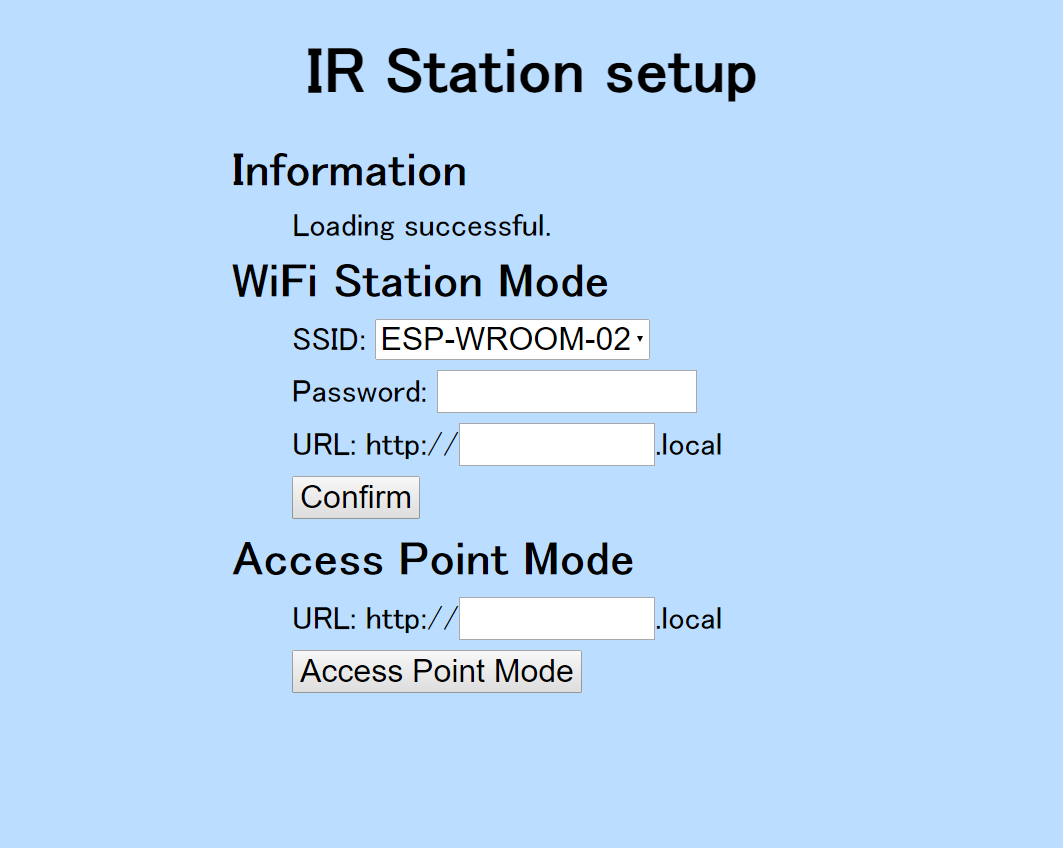 IR Station setup
Information
Loading successful.
WiFi Station Mode
SSID: ESP-WROOM-02
Password:
URL: http:// .local
Confirm
Access Point Mode
URL: http:// .local
Access Point Mode